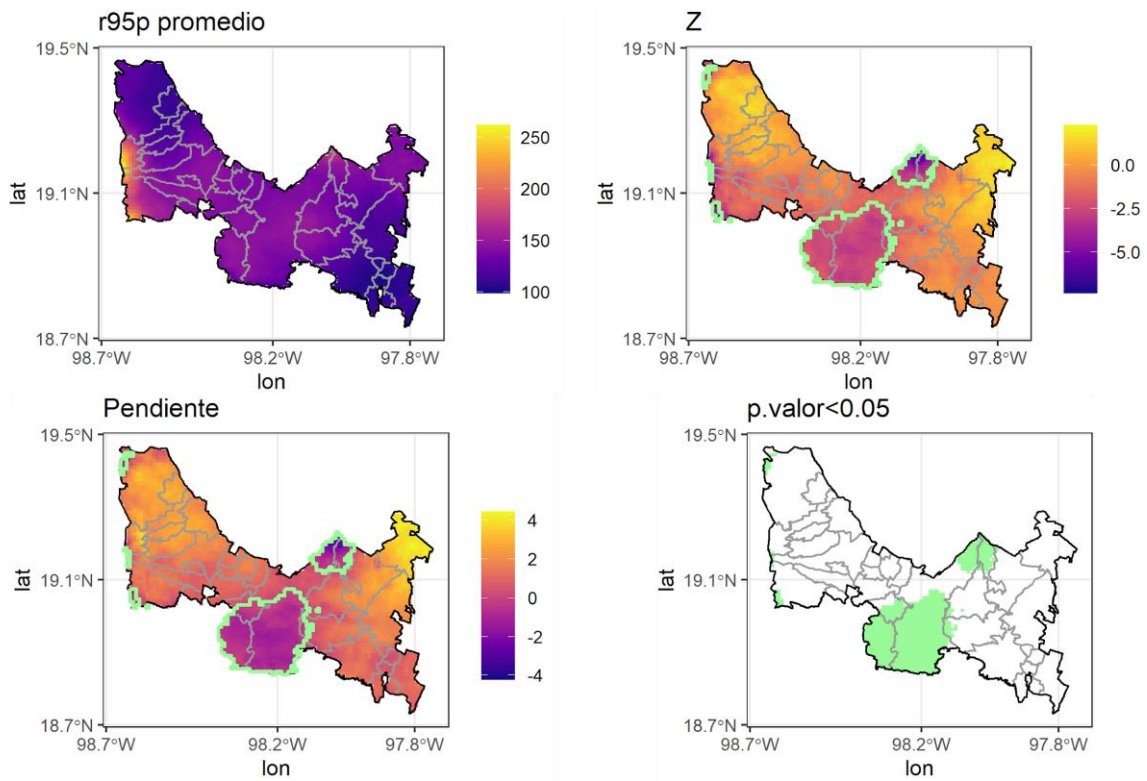 r95p promedio
19.5°N
19.1°N
18.7°N
lat
98.7°W 98.2°W 97.8°W
lon
250
200
150
100
Z
19.5°N
19.1°N
18.7°N
lat
98.7°W 98.2°W 97.8°W
lon
0.0
-2.5
-5.0
Pendiente
19.5°N
19.1°N
18.7°N
lat
98.7°W 98.2°W 97.8°W
lon
4
2
0
-2
-4
p.valor<0.05
19.5°N
19.1°N
18.7°N
lat
98.7°W 98.2°W 97.8°W
lon